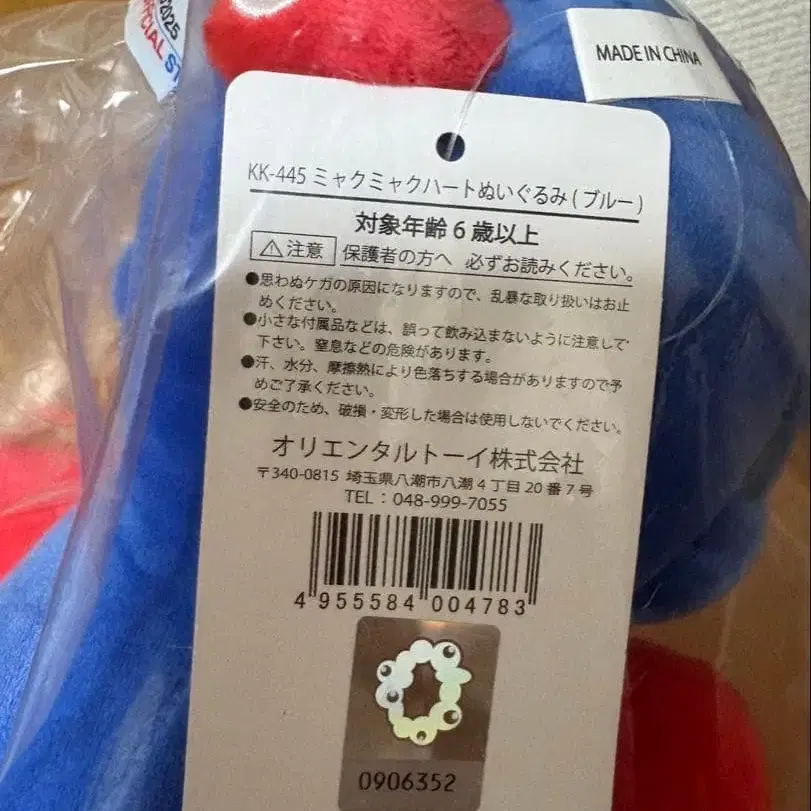 2025
CIAL ST
MADE IN CHINA
KK-445 ミャクミャクハートぬいぐるみ(ブルー)
対象年齢6歳以上
⚠注意 保護者の方へ 必ずお読みください。
●思わぬケガの原因になりますので、乱暴な取り扱いはお止
めください。
●小さな付属品などは、誤って飲み込まないように注意して
下さい。窒息などの危険があります。
●汗、水分、摩擦熱により色落ちする場合がありますので予
めご了承ください。
●安全のため、破損・変形した場合は使用しないでください。
オリエンタルトーイ株式会社
〒340-0815 埼玉県八潮市八潮4丁目20番7号
TEL：048-999-7055
4 955584 004783
0906352